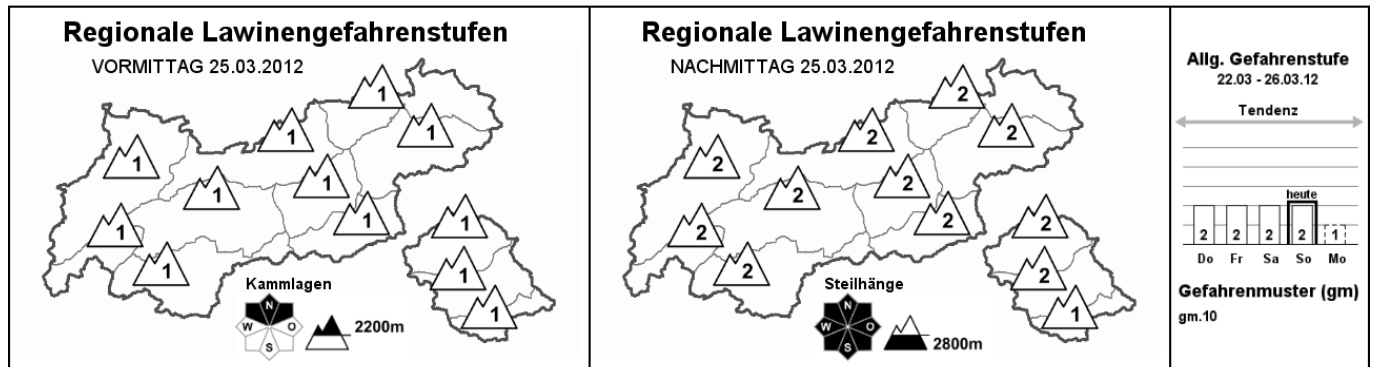 Regionale Lawinengefahrenstufen
VORMITTAG 25.03.2012
1
1
1
1
1
1
1
1
1
1
1
1
1
Kammlagen
N
W O
S
2200m
Regionale Lawinengefahrenstufen
NACHMITTAG 25.03.2012
2
2
2
2
2
2
2
2
2
2
2
2
1
Steilhänge
N
W O
S
2800m
Allg. Gefahrenstufe
22.03 - 26.03.12
Tendenz
heute
2 2 2 2 1
Do Fr Sa So Mo
Gefahrenmuster (gm)
gm.10